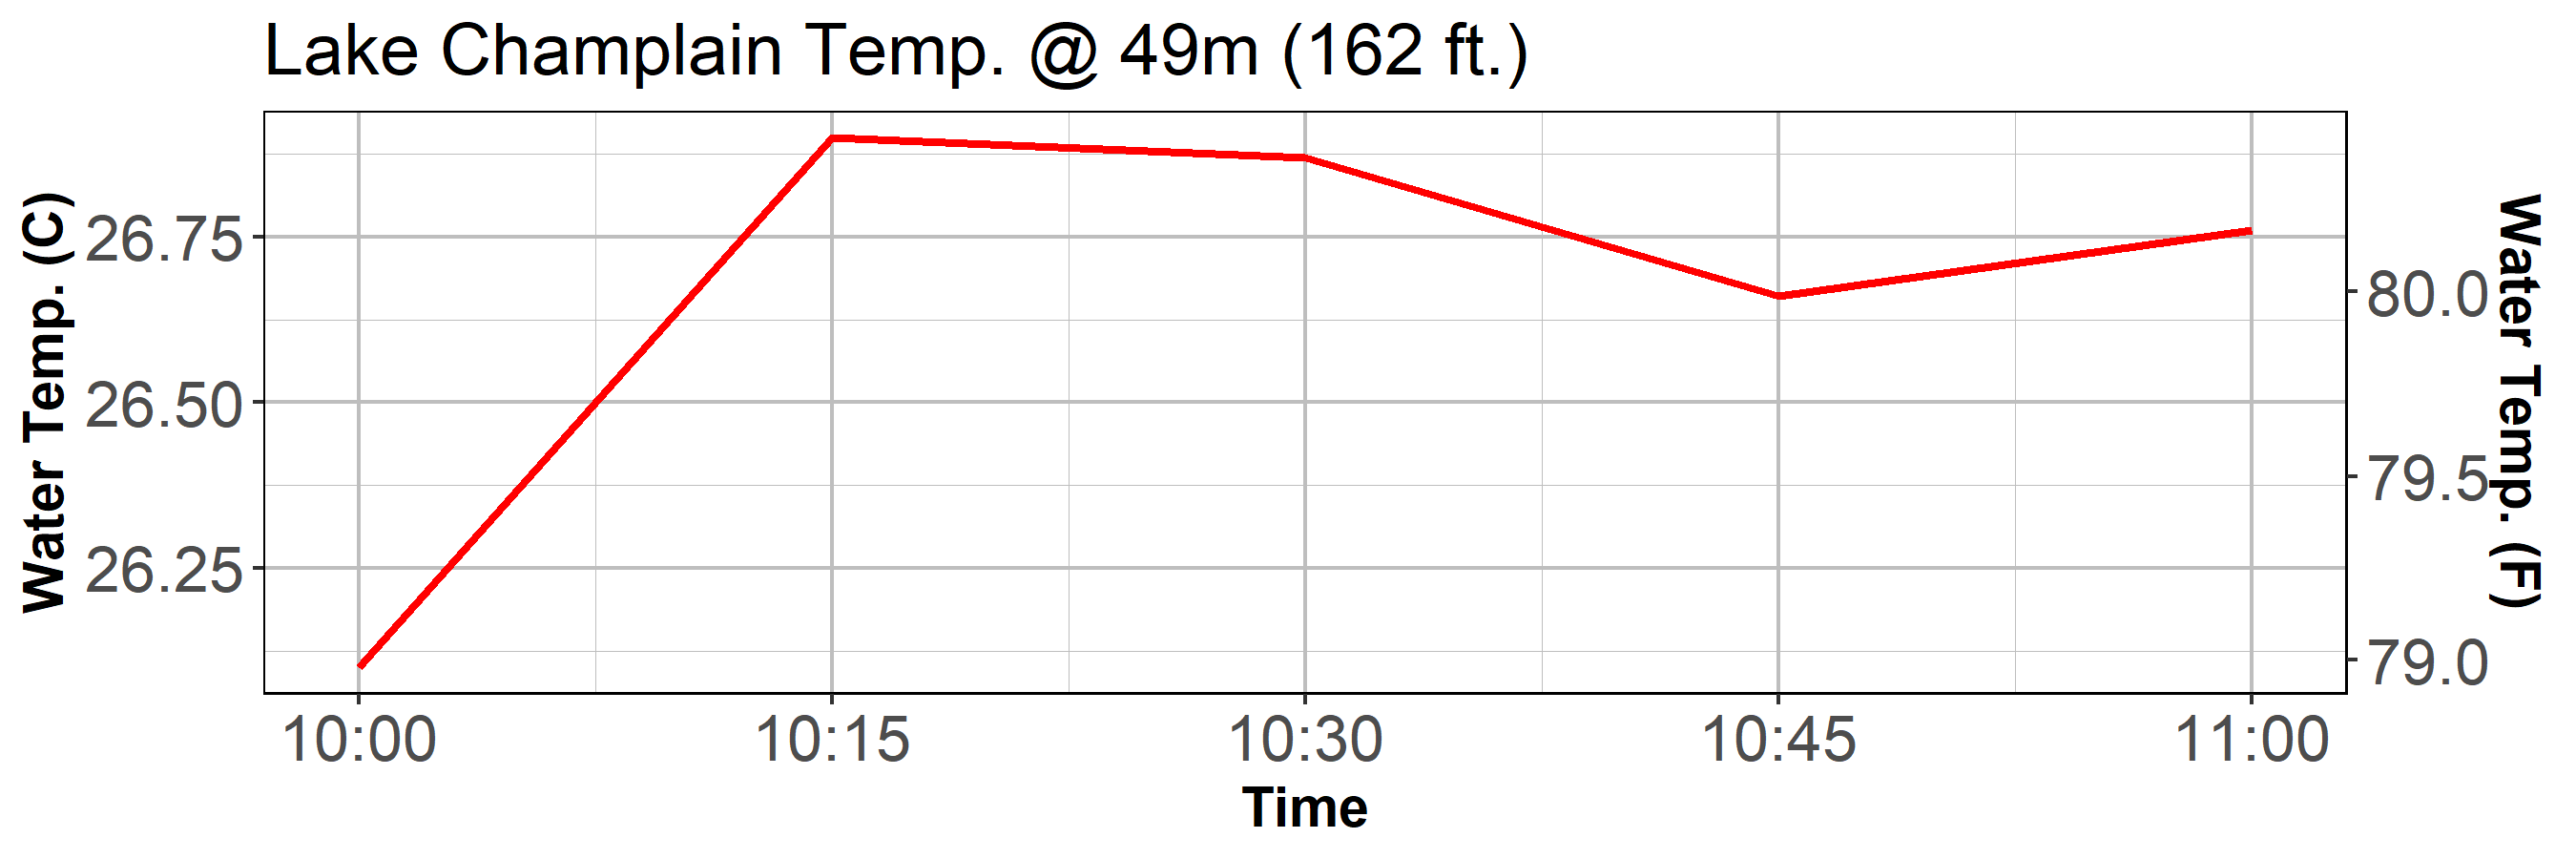 Lake Champlain Temp. @ 49m (162 ft.)
Water Temp. (C)
26.75
26.50
26.25
80.0
79.5
79.0
Water Temp. (F)
10:00 10:15 10:30 10:45 11:00
Time